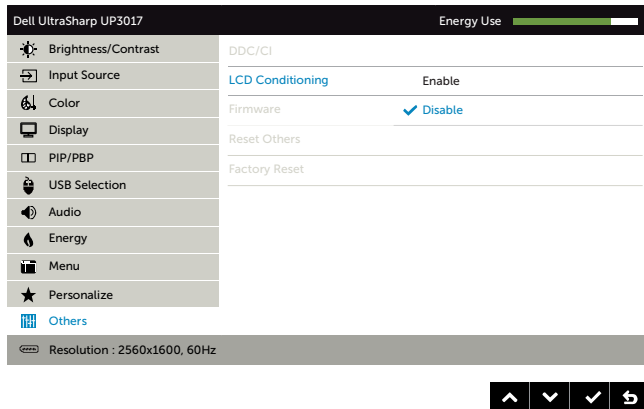 Dell UltraSharp UP3017 Energy Use
Brightness/Contrast DDC/CI
Input Source LCD Conditioning Enable
Color Firmware Disable
Display Reset Others
PIP/PBP Factory Reset
USB Selection
Audio
Energy
Menu
Personalize
Others
Resolution : 2560x1600, 60Hz